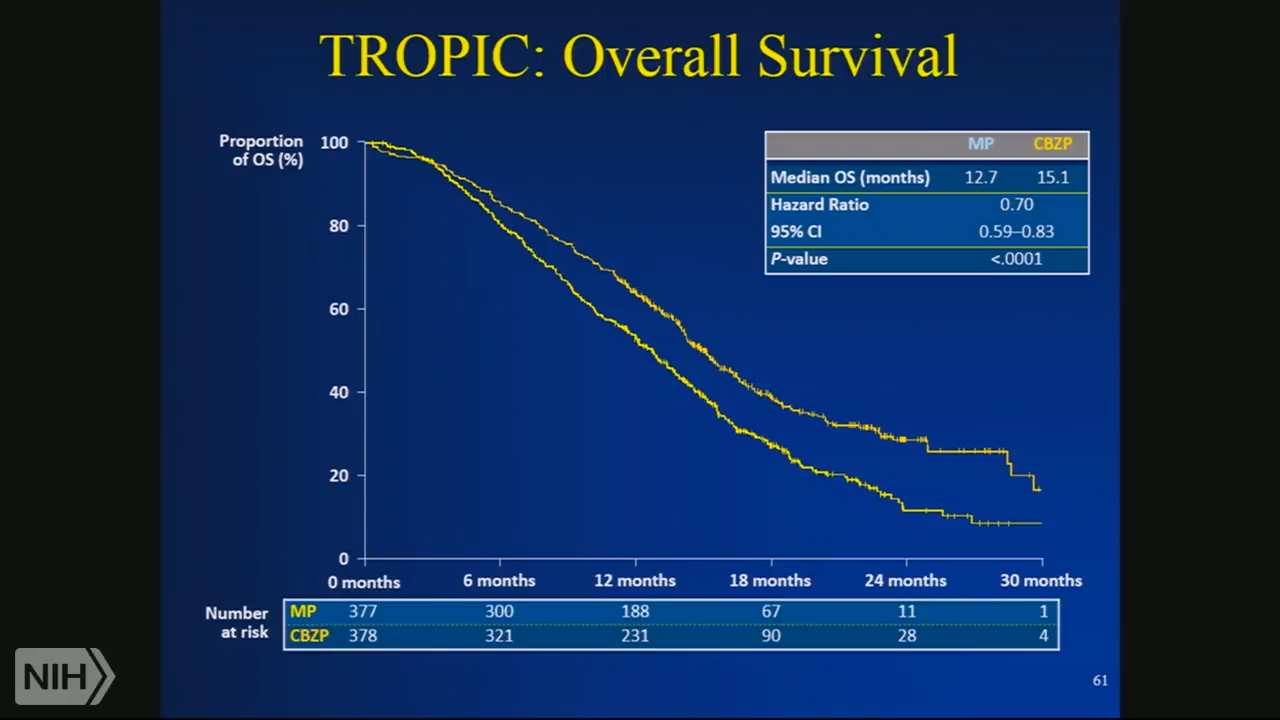 TROPIC: Overall Survival
Proportion
of OS (%)
100
80
60
40
20
0
MP CBZP
Median OS (months) 12.7 15.1
Hazard Ratio 0.70
95% CI 0.59–0.83
P-value <.0001
0 months 6 months 12 months 18 months 24 months 30 months
Number
at risk
MP 377 300 188 67 11 1
CBZP 378 321 231 90 28 4
NIH
61